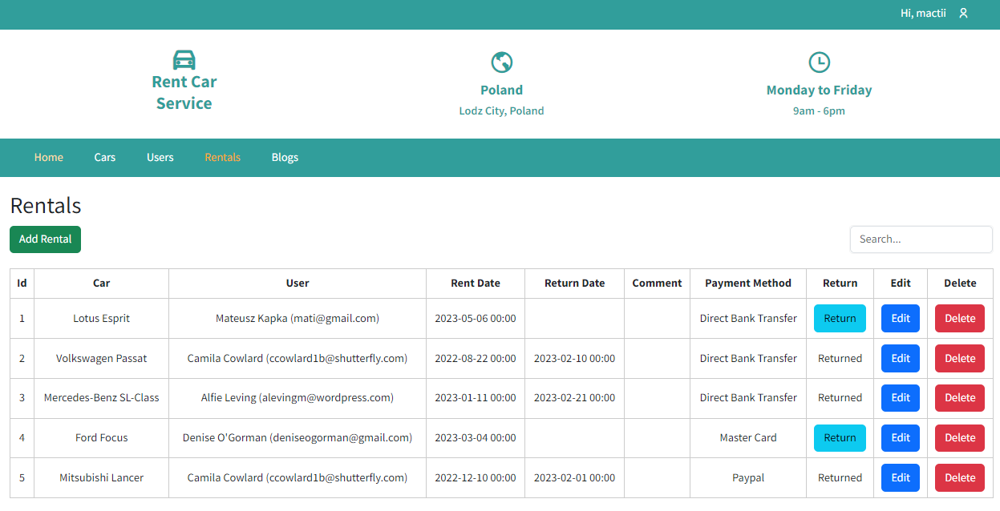 Hi, mactii
Rent Car
Service
Poland
Lodz City, Poland
Monday to Friday
9am - 6pm
Home Cars Users Rentals Blogs
Rentals
Add Rental
Search...
Id Car User Rent Date Return Date Comment Payment Method Return Edit Delete
1 Lotus Esprit Mateusz Kapka (mati@gmail.com) 2023-05-06 00:00 Direct Bank Transfer Return Edit Delete
2 Volkswagen Passat Camila Cowlard (ccowlard1b@shutterfly.com) 2022-08-22 00:00 2023-02-10 00:00 Direct Bank Transfer Returned Edit Delete
3 Mercedes-Benz SL-Class Alfie Leving (alevingm@wordpress.com) 2023-01-11 00:00 2023-02-21 00:00 Direct Bank Transfer Returned Edit Delete
4 Ford Focus Denise O'Gorman (deniseogorman@gmail.com) 2023-03-04 00:00 Master Card Return Edit Delete
5 Mitsubishi Lancer Camila Cowlard (ccowlard1b@shutterfly.com) 2022-12-10 00:00 2023-02-01 00:00 Paypal Returned Edit Delete